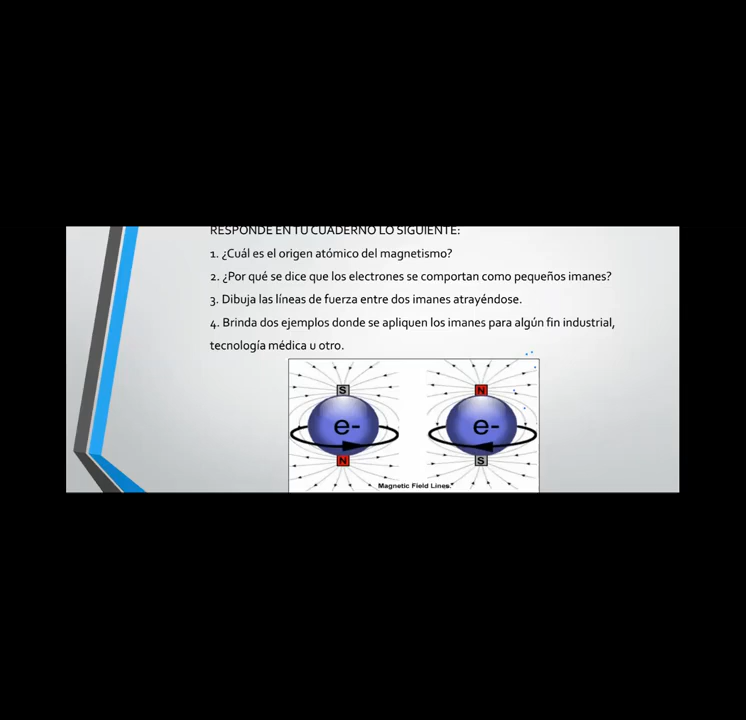 RESPONDE EN TU CUADERNO LO SIGUIENTE:
1. ¿Cuál es el origen atómico del magnetismo?
2. ¿Por qué se dice que los electrones se comportan como pequeños imanes?
3. Dibuja las líneas de fuerza entre dos imanes atrayéndose.
4. Brinda dos ejemplos donde se apliquen los imanes para algún fin industrial,
tecnología médica u otro.
S N
e- e-
N S
Magnetic Field Lines.